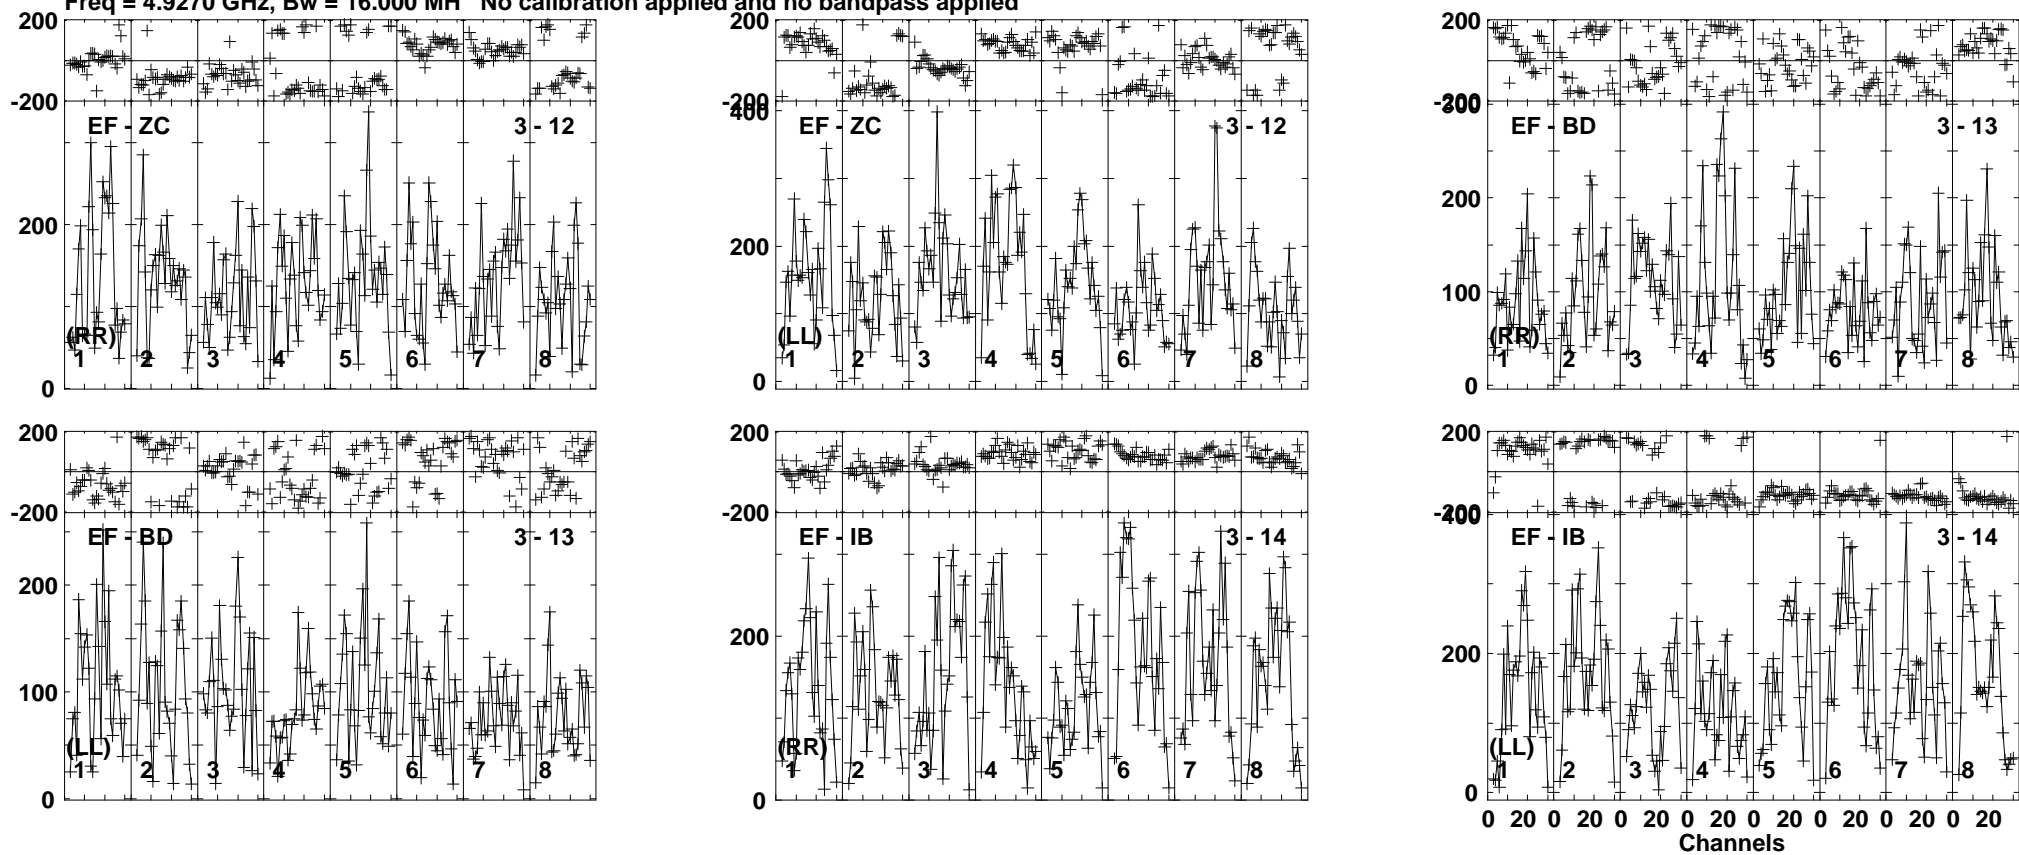 Freq = 4.9270 GHz, Bw = 16.000 MH   No calibration applied and no bandpass applied
200
-200
EF - ZC 3 - 12
200
(RR)
1 2 3 4 5 6 7 8
0
200
-200
400
EF - ZC 3 - 12
200
(LL)
1 2 3 4 5 6 7 8
0
200
-200
300
EF - BD 3 - 13
200
100
(RR)
1 2 3 4 5 6 7 8
0
200
-200
EF - BD 3 - 13
200
100
(LL)
1 2 3 4 5 6 7 8
0
200
-200
EF - IB 3 - 14
200
(RR)
1 2 3 4 5 6 7 8
0
200
-200
400
EF - IB 3 - 14
200
(LL)
1 2 3 4 5 6 7 8
0
0 20 0 20 0 20 0 20 0 20 0 20 0 20 0 20
Channels